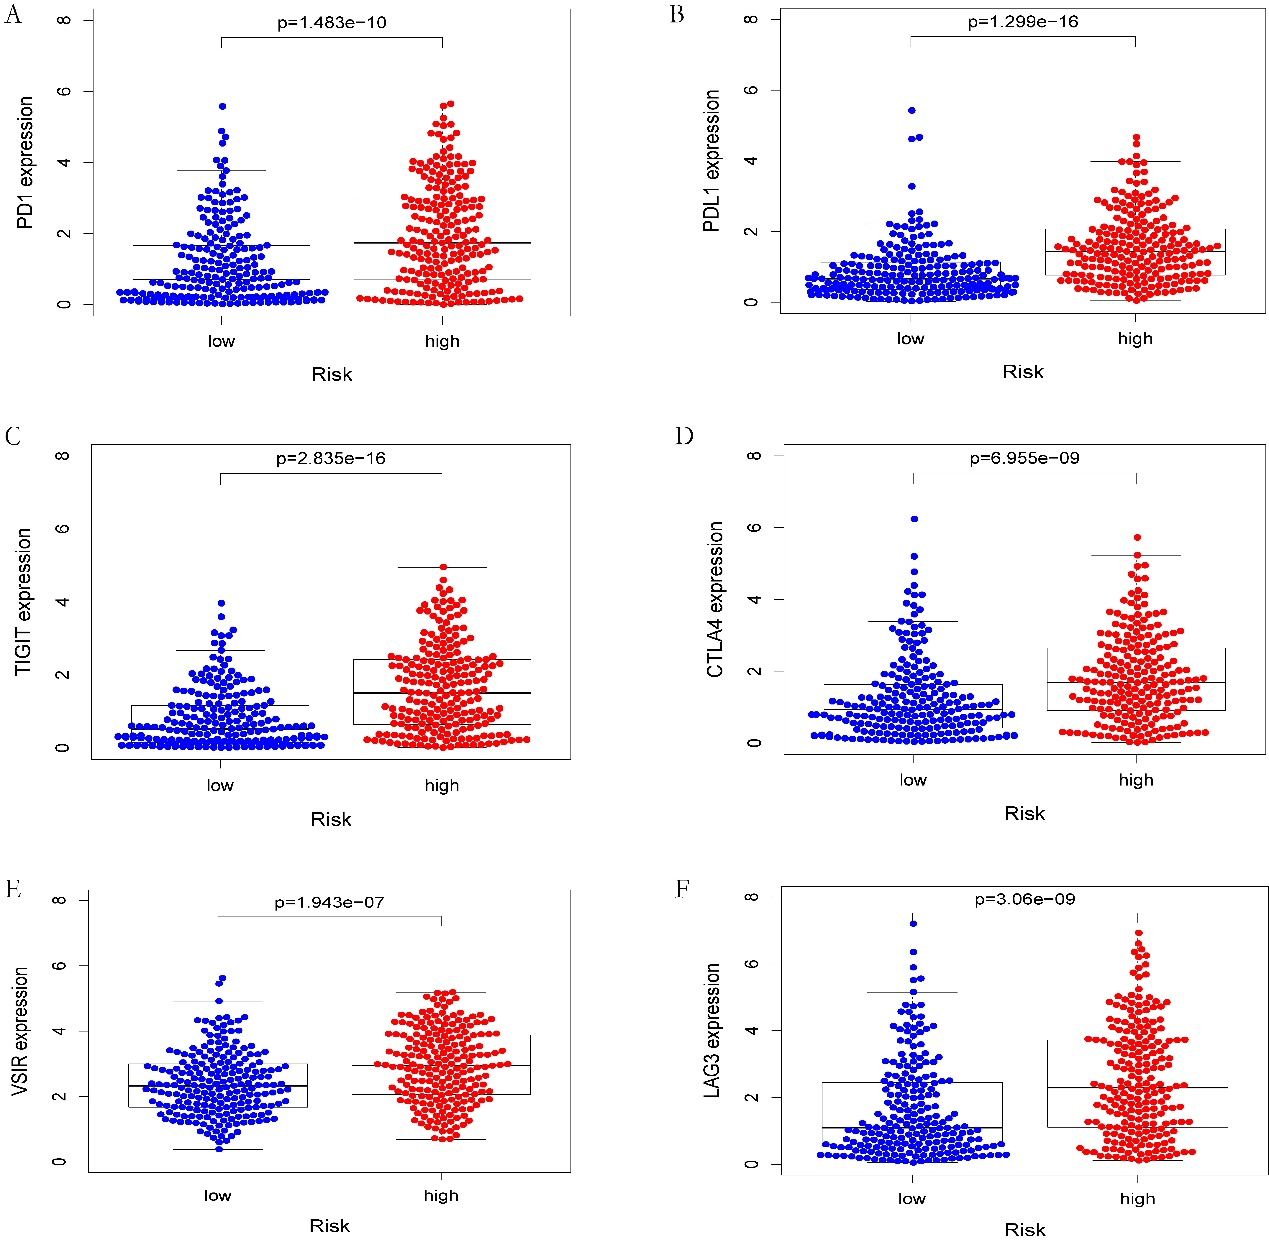 A
p=1.483e−10
PD1 expression
8
6
4
2
0
low
high
Risk
B
p=1.299e−16
PDL1 expression
8
6
4
2
0
low
high
Risk
C
p=2.835e−16
TIGIT expression
8
6
4
2
0
low
high
Risk
D
p=6.955e−09
CTLA4 expression
8
6
4
2
0
low
high
Risk
E
p=1.943e−07
VSIR expression
8
6
4
2
0
low
high
Risk
F
p=3.06e−09
LAG3 expression
8
6
4
2
0
low
high
Risk